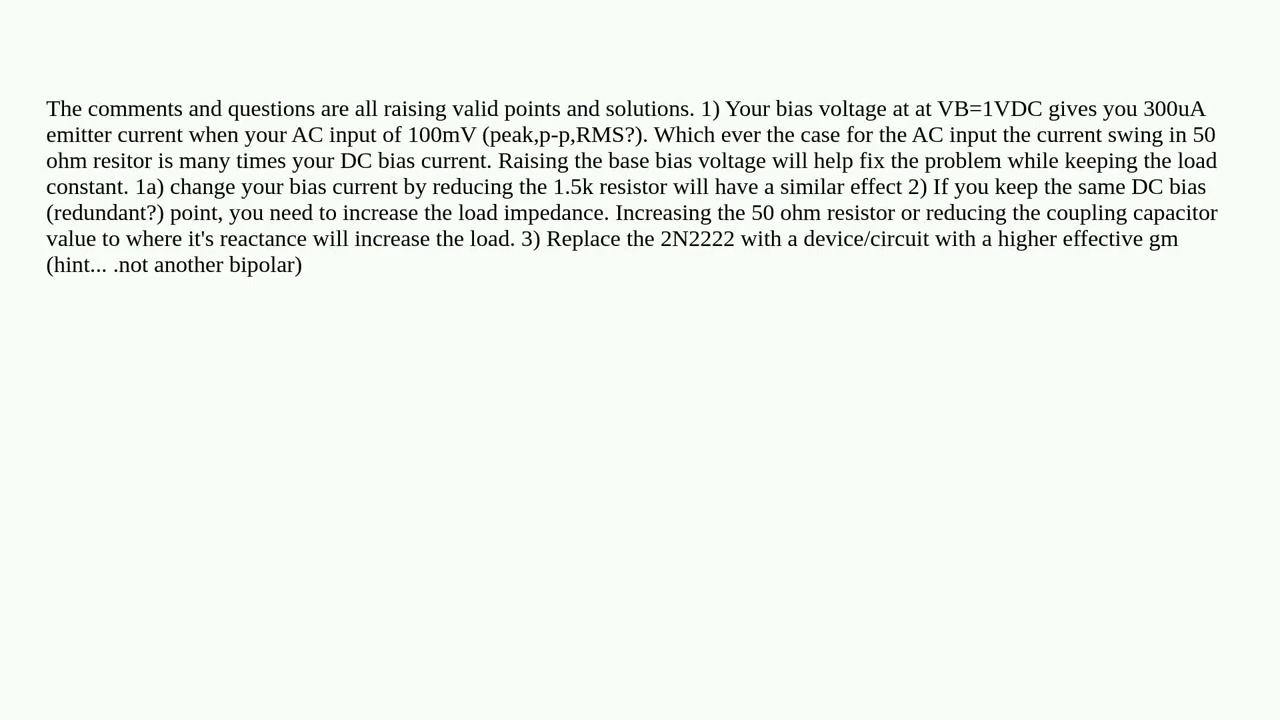 The comments and questions are all raising valid points and solutions. 1) Your bias voltage at at VB=1VDC gives you 300uA
emitter current when your AC input of 100mV (peak,p-p,RMS?). Which ever the case for the AC input the current swing in 50
ohm resitor is many times your DC bias current. Raising the base bias voltage will help fix the problem while keeping the load
constant. 1a) change your bias current by reducing the 1.5k resistor will have a similar effect 2) If you keep the same DC bias
(redundant?) point, you need to increase the load impedance. Increasing the 50 ohm resistor or reducing the coupling capacitor
value to where it's reactance will increase the load. 3) Replace the 2N2222 with a device/circuit with a higher effective gm
(hint... .not another bipolar)